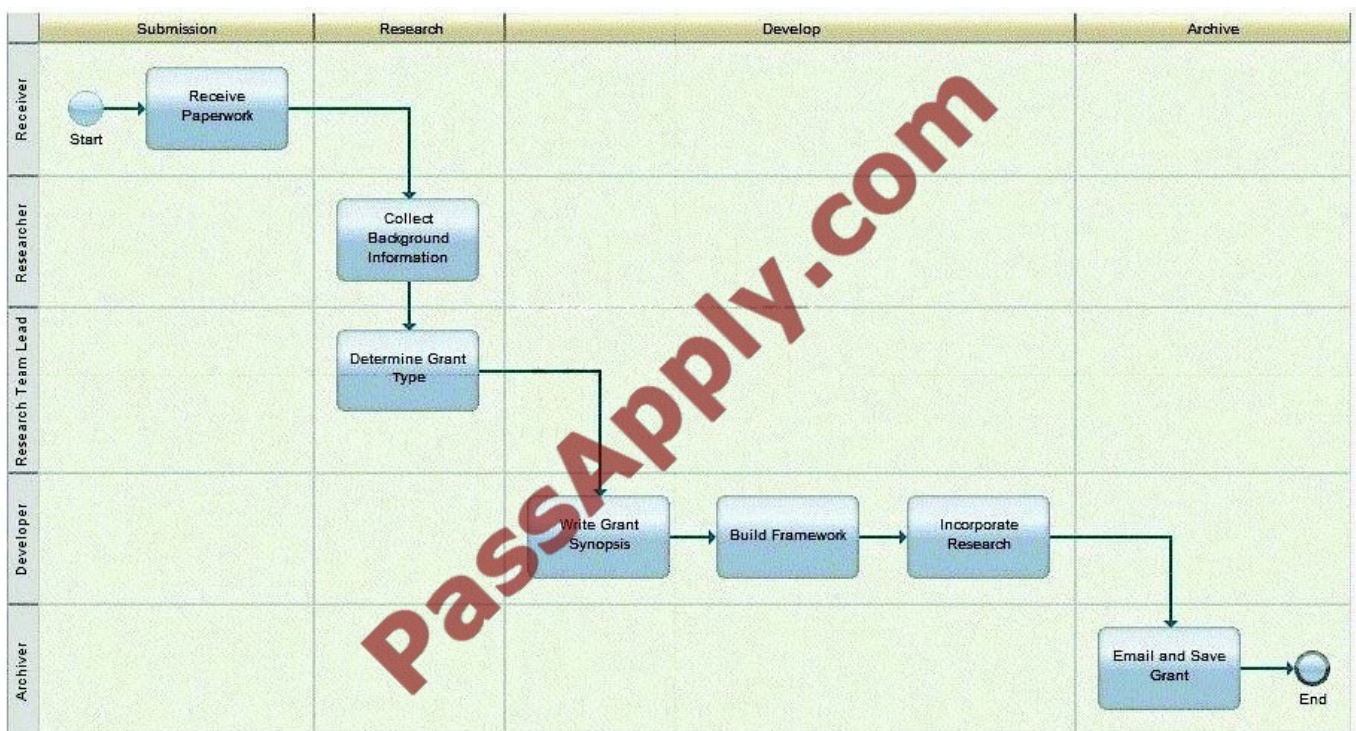 Submission
Research
Develop
Archive
Receiver
Start
Receive
Paperwork
Researcher
Collect
Background
Information
Research Team Lead
Determine Grant
Type
Developer
Write Grant
Synopsis
Build Framework
Incorporate
Research
Archiver
Email and Save
Grant
End
PassApply.com